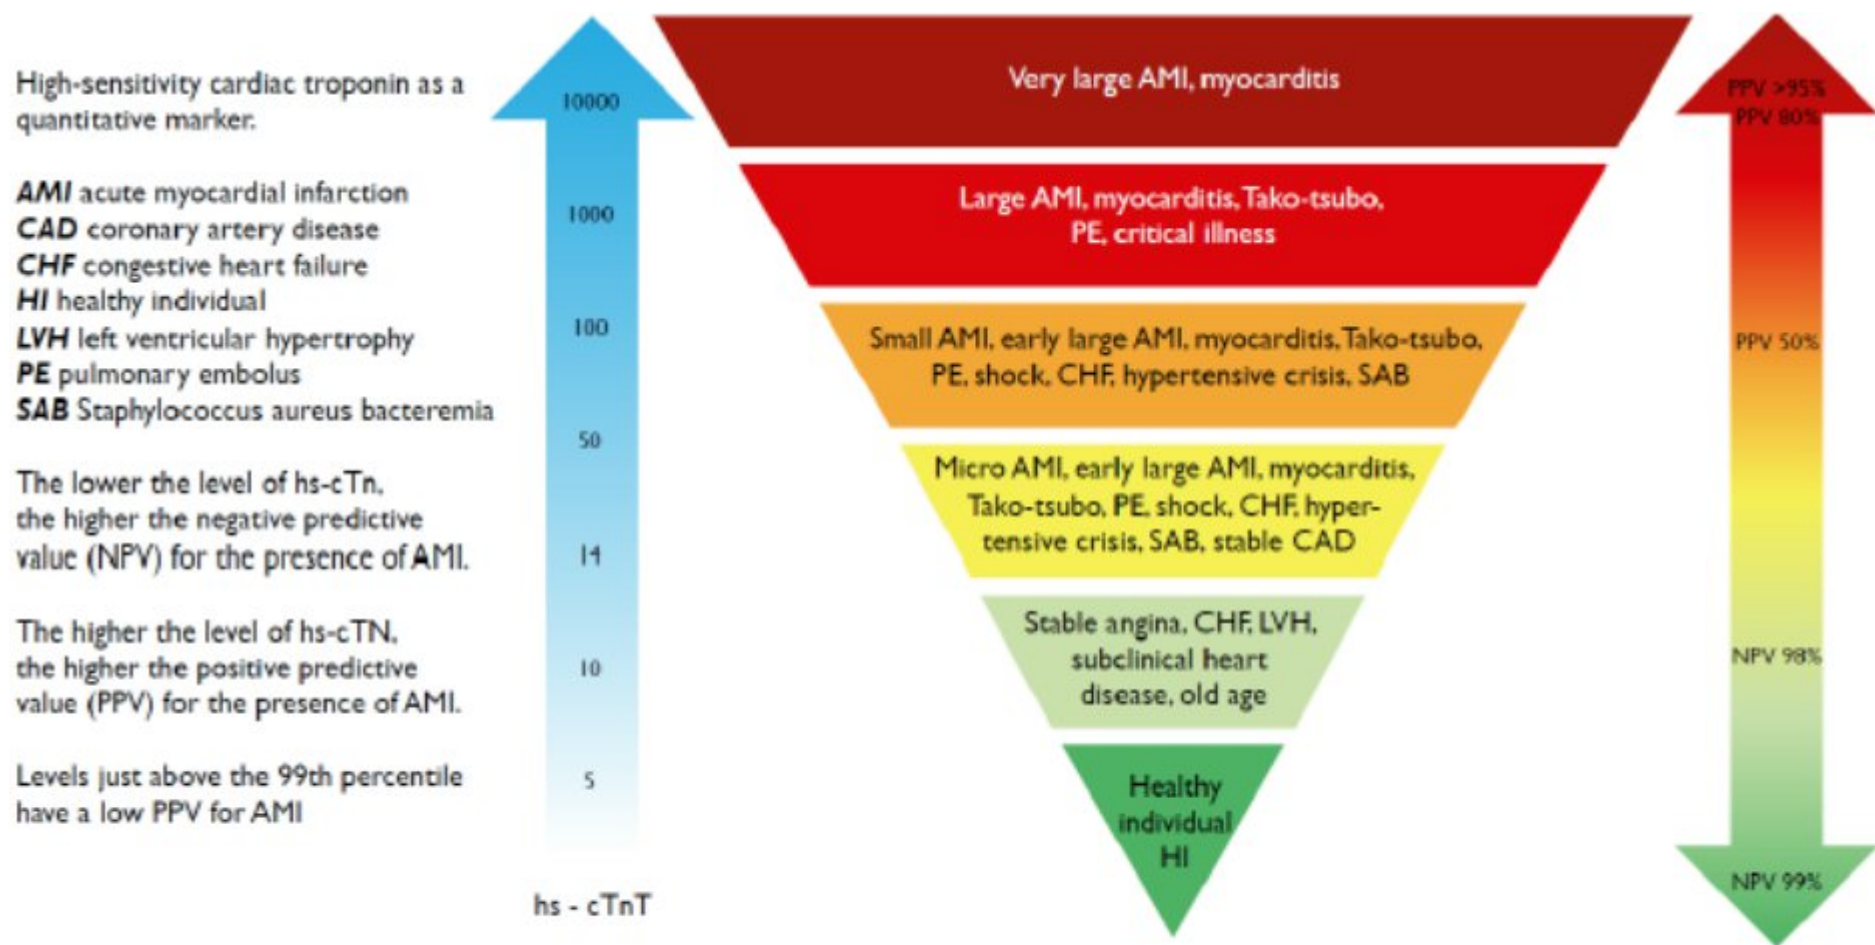 High-sensitivity cardiac troponin as a
quantitative marker.
AMI acute myocardial infarction
CAD coronary artery disease
CHF congestive heart failure
HI healthy individual
LVH left ventricular hypertrophy
PE pulmonary embolus
SAB Staphylococcus aureus bacteremia
The lower the level of hs-cTn,
the higher the negative predictive
value (NPV) for the presence of AMI.
The higher the level of hs-cTN,
the higher the positive predictive
value (PPV) for the presence of AMI.
Levels just above the 99th percentile
have a low PPV for AMI
10000
1000
100
50
14
10
5
hs - cTnT
Very large AMI, myocarditis
Large AMI, myocarditis, Tako-tsubo,
PE, critical illness
Small AMI, early large AMI, myocarditis, Tako-tsubo,
PE, shock, CHF, hypertensive crisis, SAB
Micro AMI, early large AMI, myocarditis,
Tako-tsubo, PE, shock, CHF, hyper-
tensive crisis, SAB, stable CAD
Stable angina, CHF, LVH,
subclinical heart
disease, old age
Healthy
individual
HI
PPV >95%
PPV 80%
PPV 50%
NPV 98%
NPV 99%